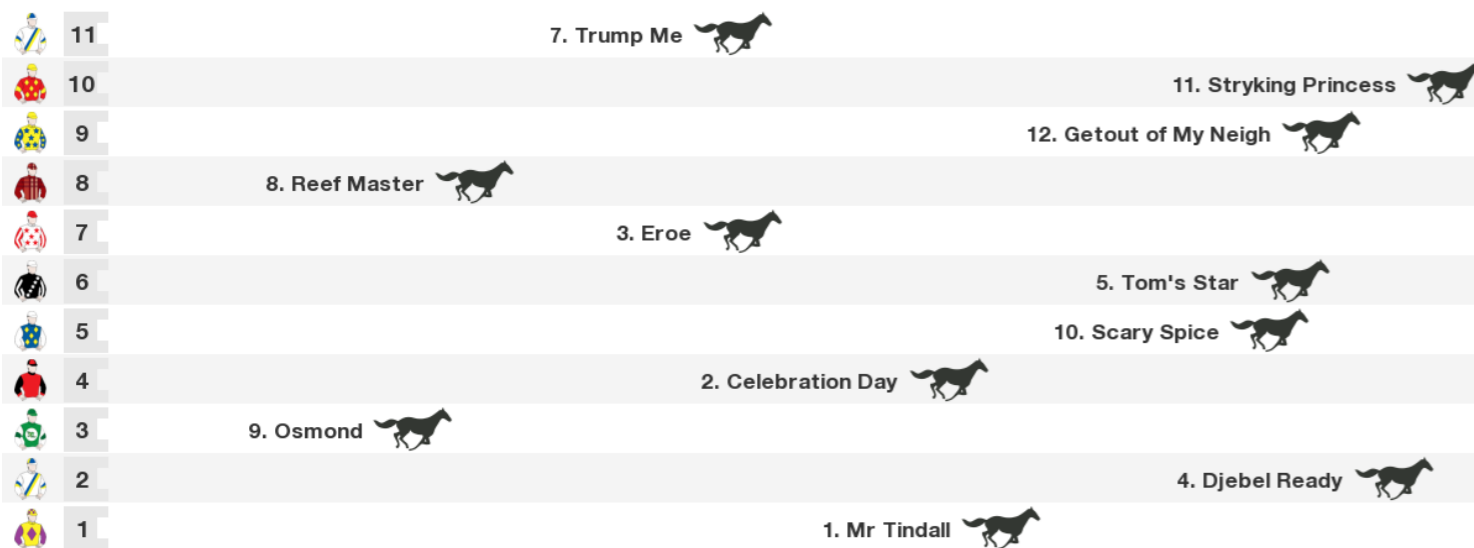 11 7. Trump Me
10 11. Stryking Princess
9 12. Getout of My Neigh
8 8. Reef Master
7 3. Eroe
6 5. Tom's Star
5 10. Scary Spice
4 2. Celebration Day
3 9. Osmond
2 4. Djebel Ready
1 1. Mr Tindall